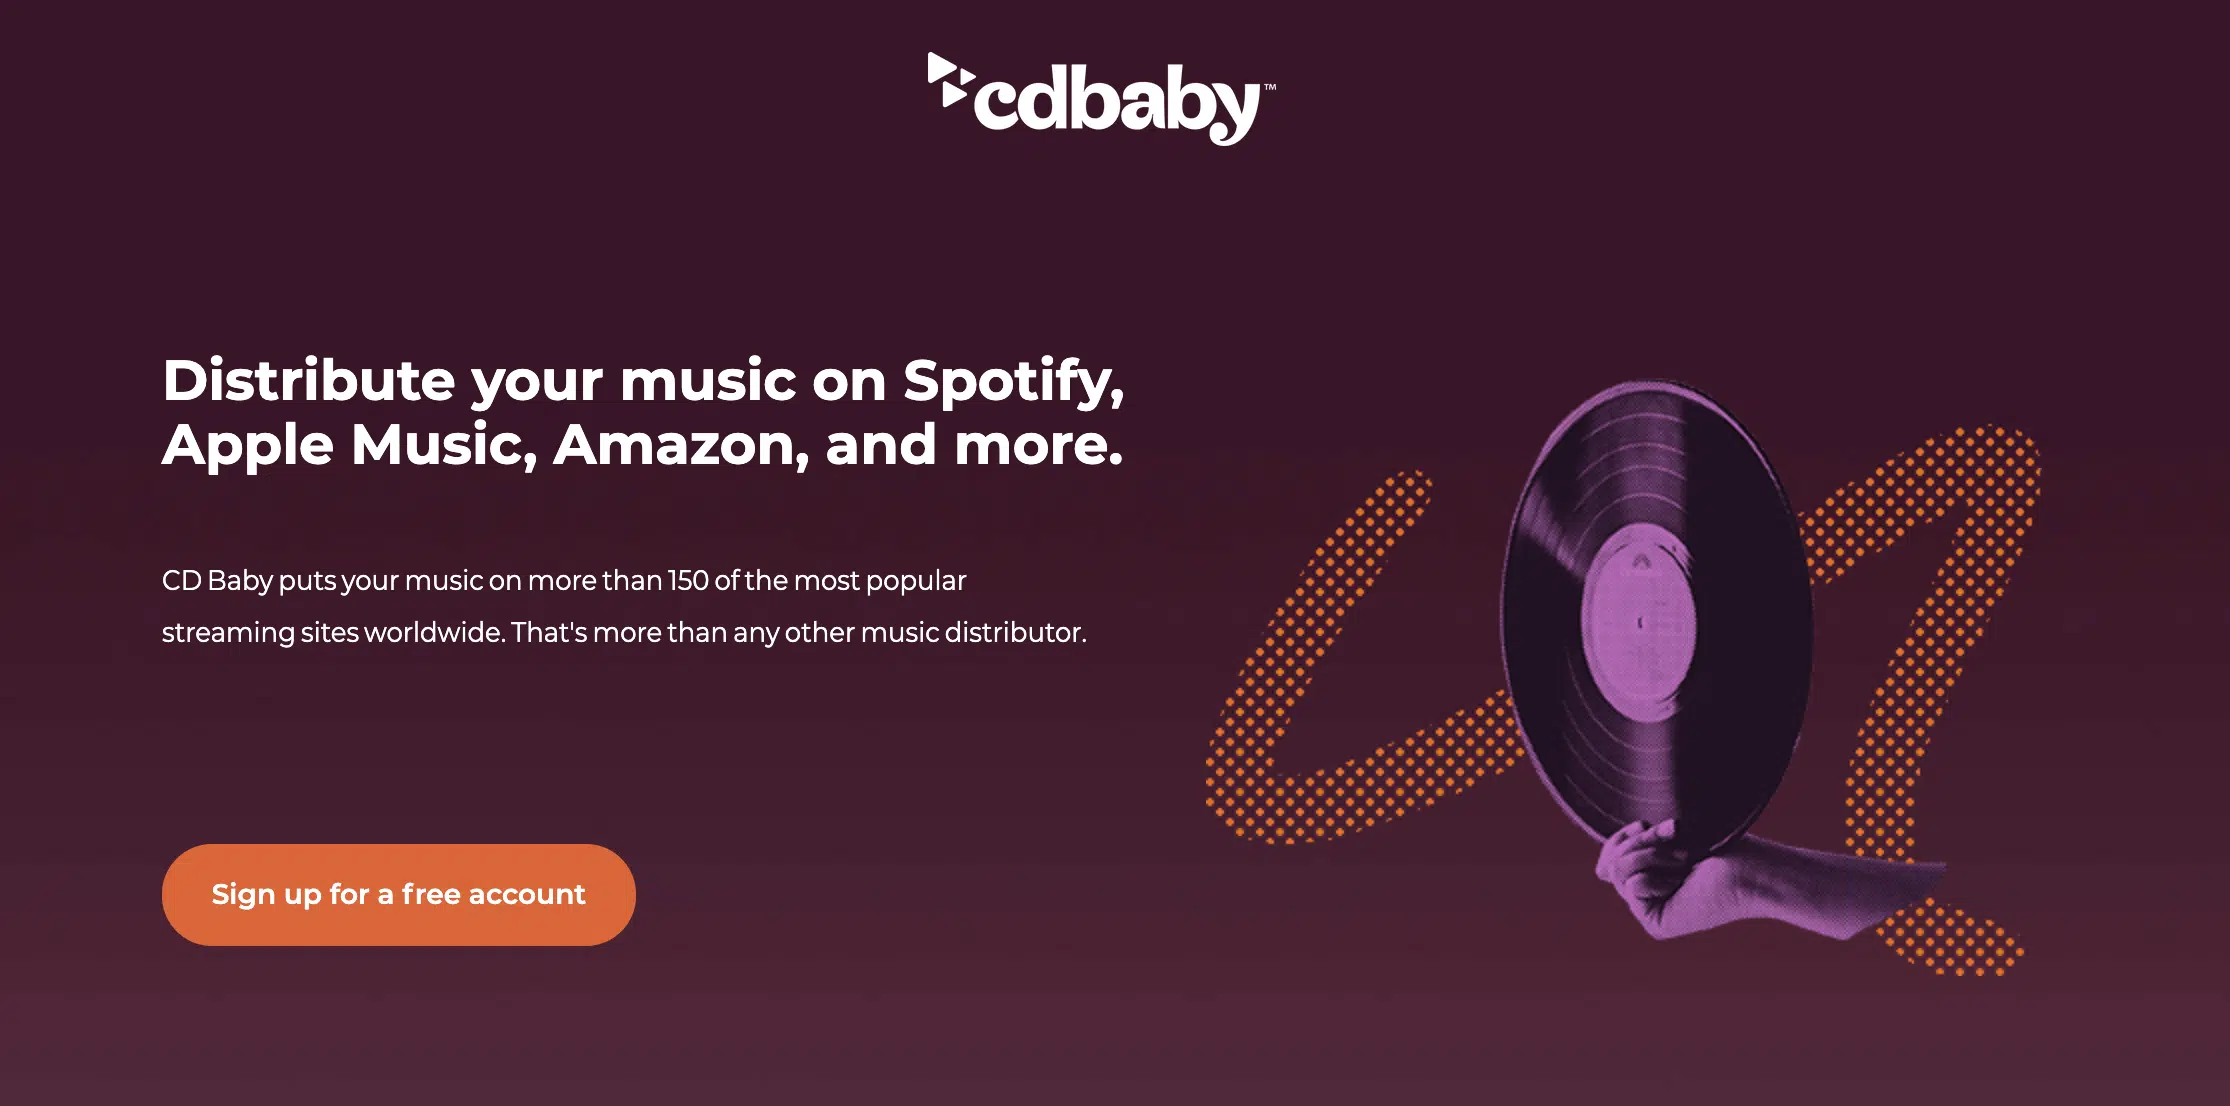 cdbaby™
Distribute your music on Spotify,
Apple Music, Amazon, and more.
CD Baby puts your music on more than 150 of the most popular
streaming sites worldwide. That's more than any other music distributor.
Sign up for a free account